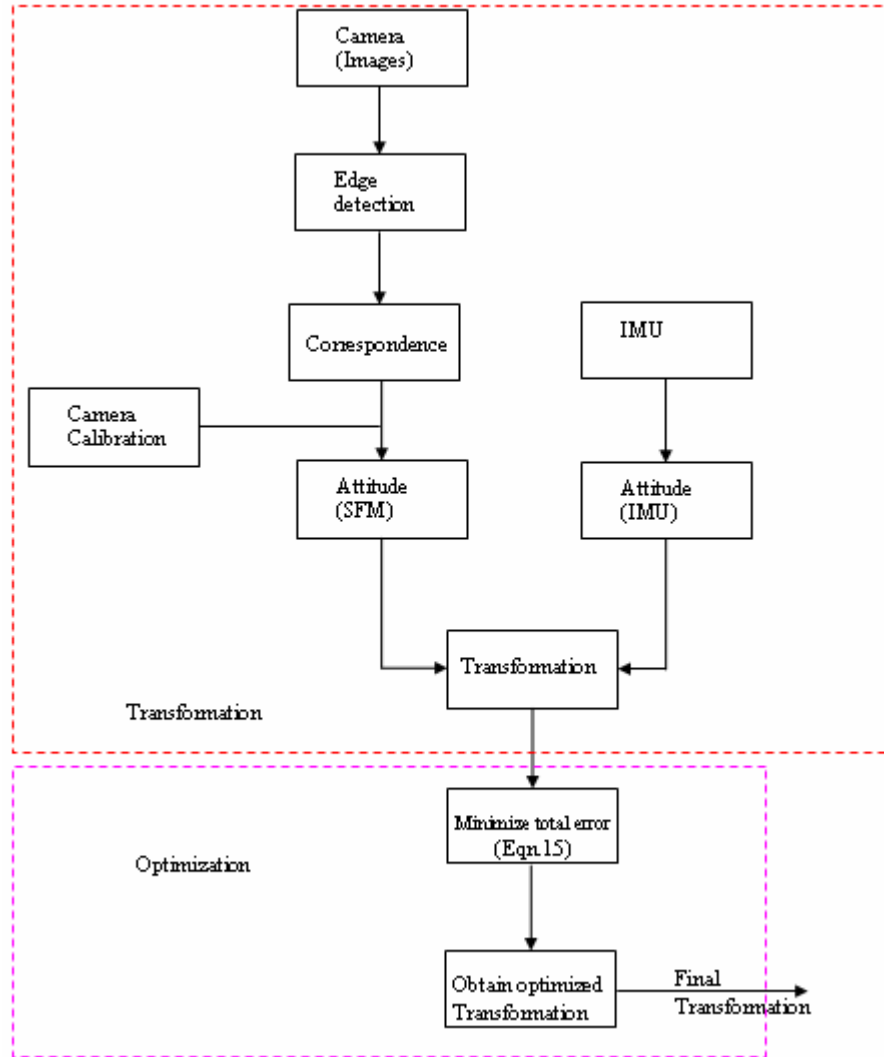 Camera
(Images)
Edge
detection
Correspondence
IMU
Camera
Calibration
Attitude
(SFM)
Attitude
(IMU)
Transformation
Transformation
Minimize total error
(Eqn.15)
Optimization
Obtain optimized
Transformation
Final
Transformation